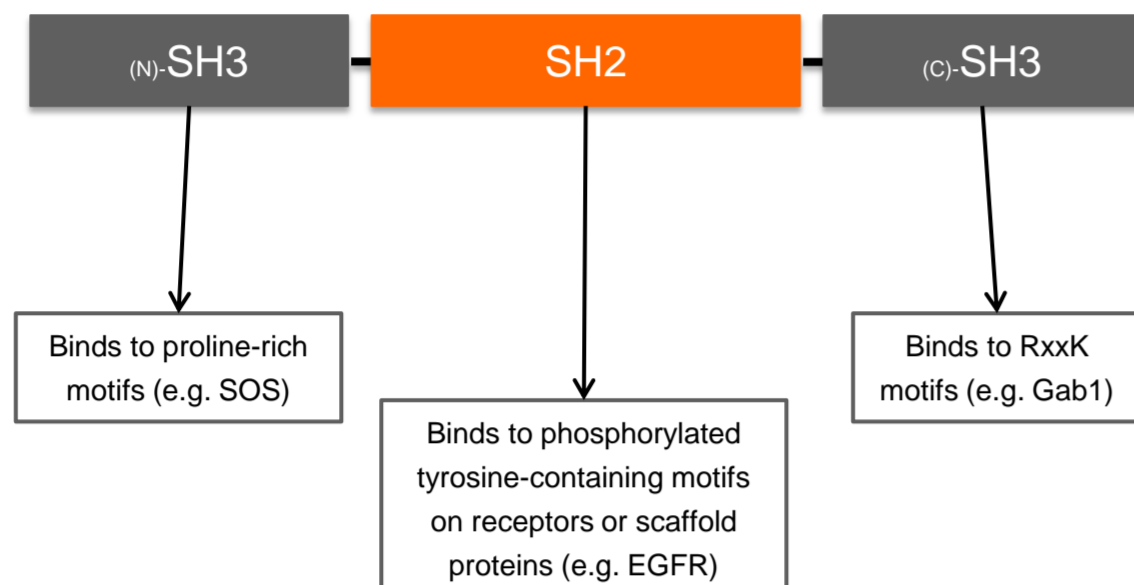 (N)-SH3
SH2
(C)-SH3
Binds to proline-rich
motifs (e.g. SOS)
Binds to phosphorylated
tyrosine-containing motifs
on receptors or scaffold
proteins (e.g. EGFR)
Binds to RxxK
motifs (e.g. Gab1)